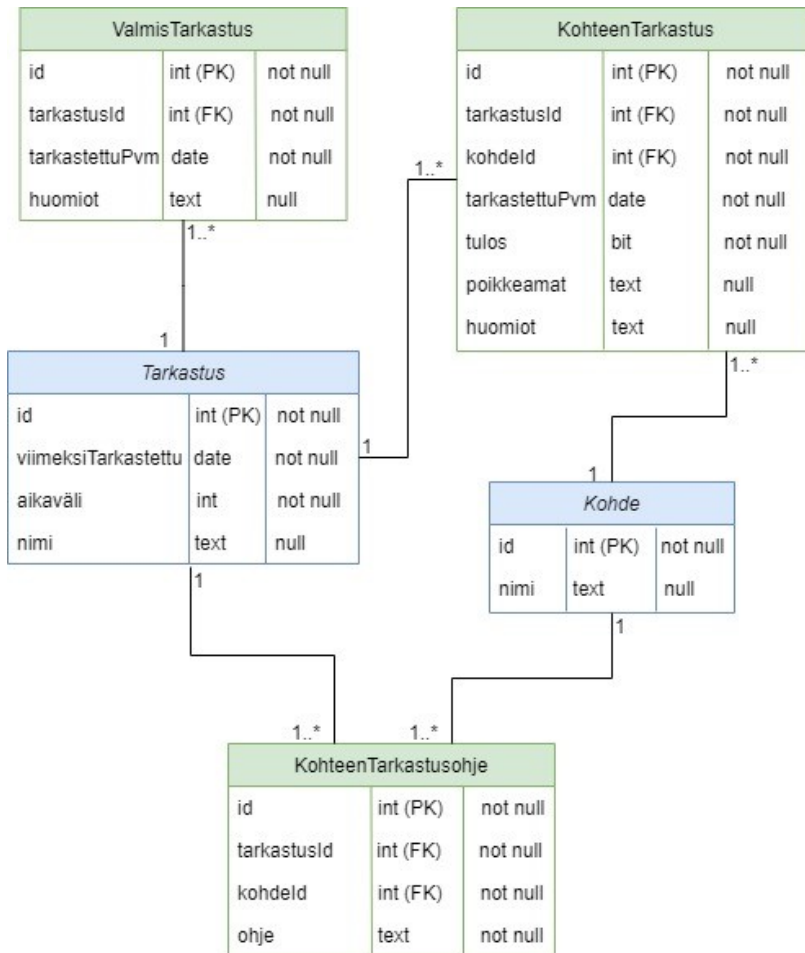 ValmisTarkastus
id int (PK) not null
tarkastusId int (FK) not null
tarkastettuPvm date not null
huomiot text null
1..*
KohteenTarkastus
id int (PK) not null
tarkastusId int (FK) not null
kohdeId int (FK) not null
tarkastettuPvm date not null
tulos bit not null
poikkeamat text null
huomiot text null
1..*
1..*
1
Tarkastus
id int (PK) not null
viimeksiTarkastettu date not null
aikaväli int not null
nimi text null
1
1
1
Kohde
id int (PK) not null
nimi text null
1
1..*
1..*
KohteenTarkastusohje
id int (PK) not null
tarkastusId int (FK) not null
kohdeId int (FK) not null
ohje text not null